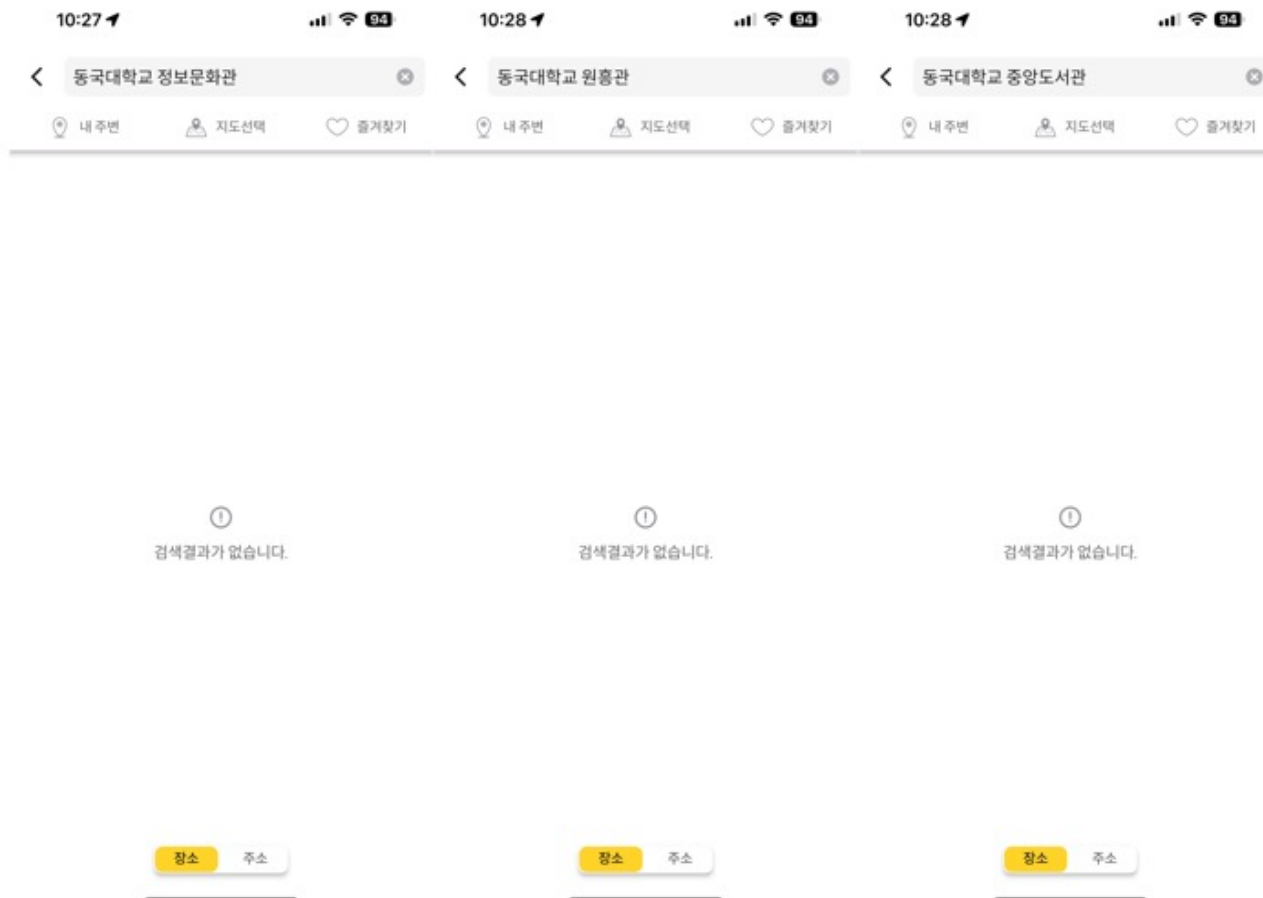 10:27
94
동국대학교 정보문화관
내 주변
지도선택
즐겨찾기
검색결과가 없습니다.
장소
주소
10:28
94
동국대학교 원흥관
내 주변
지도선택
즐겨찾기
검색결과가 없습니다.
장소
주소
10:28
94
동국대학교 중앙도서관
내 주변
지도선택
즐겨찾기
검색결과가 없습니다.
장소
주소